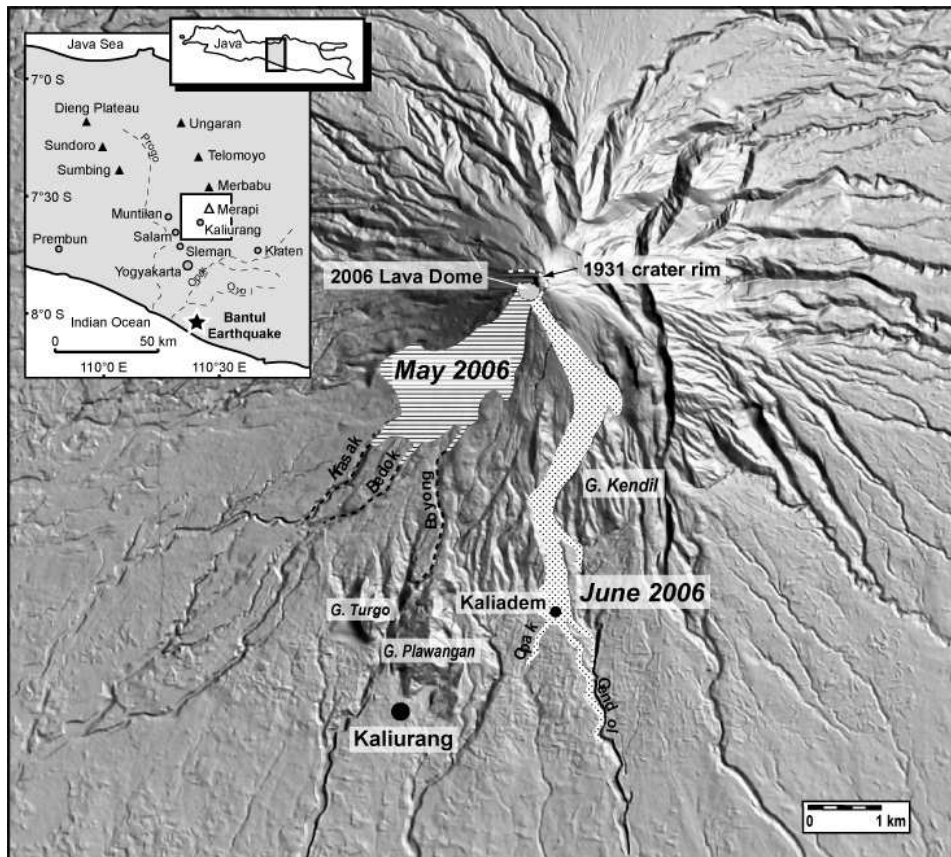 Java Sea
Java
7°0 S
Dieng Plateau
Ungaran
Progo
Sundoro
Telomoyo
Sumbing
Merbabu
7°30 S
Merapi
Muntilan
Kaliurang
Salam
Prembun
Sleman
Klaten
Yogyakarta
Opak
Oyo
8°0 S
Indian Ocean
Bantul
Earthquake
0
50 km
110°0 E
110°30 E
2006 Lava Dome
1931 crater rim
May 2006
Krasak
Bedok
Boyong
G. Kendil
June 2006
Kaliadem
G. Turgo
Opak
G. Plawangan
Gendol
Kaliurang
0
1 km